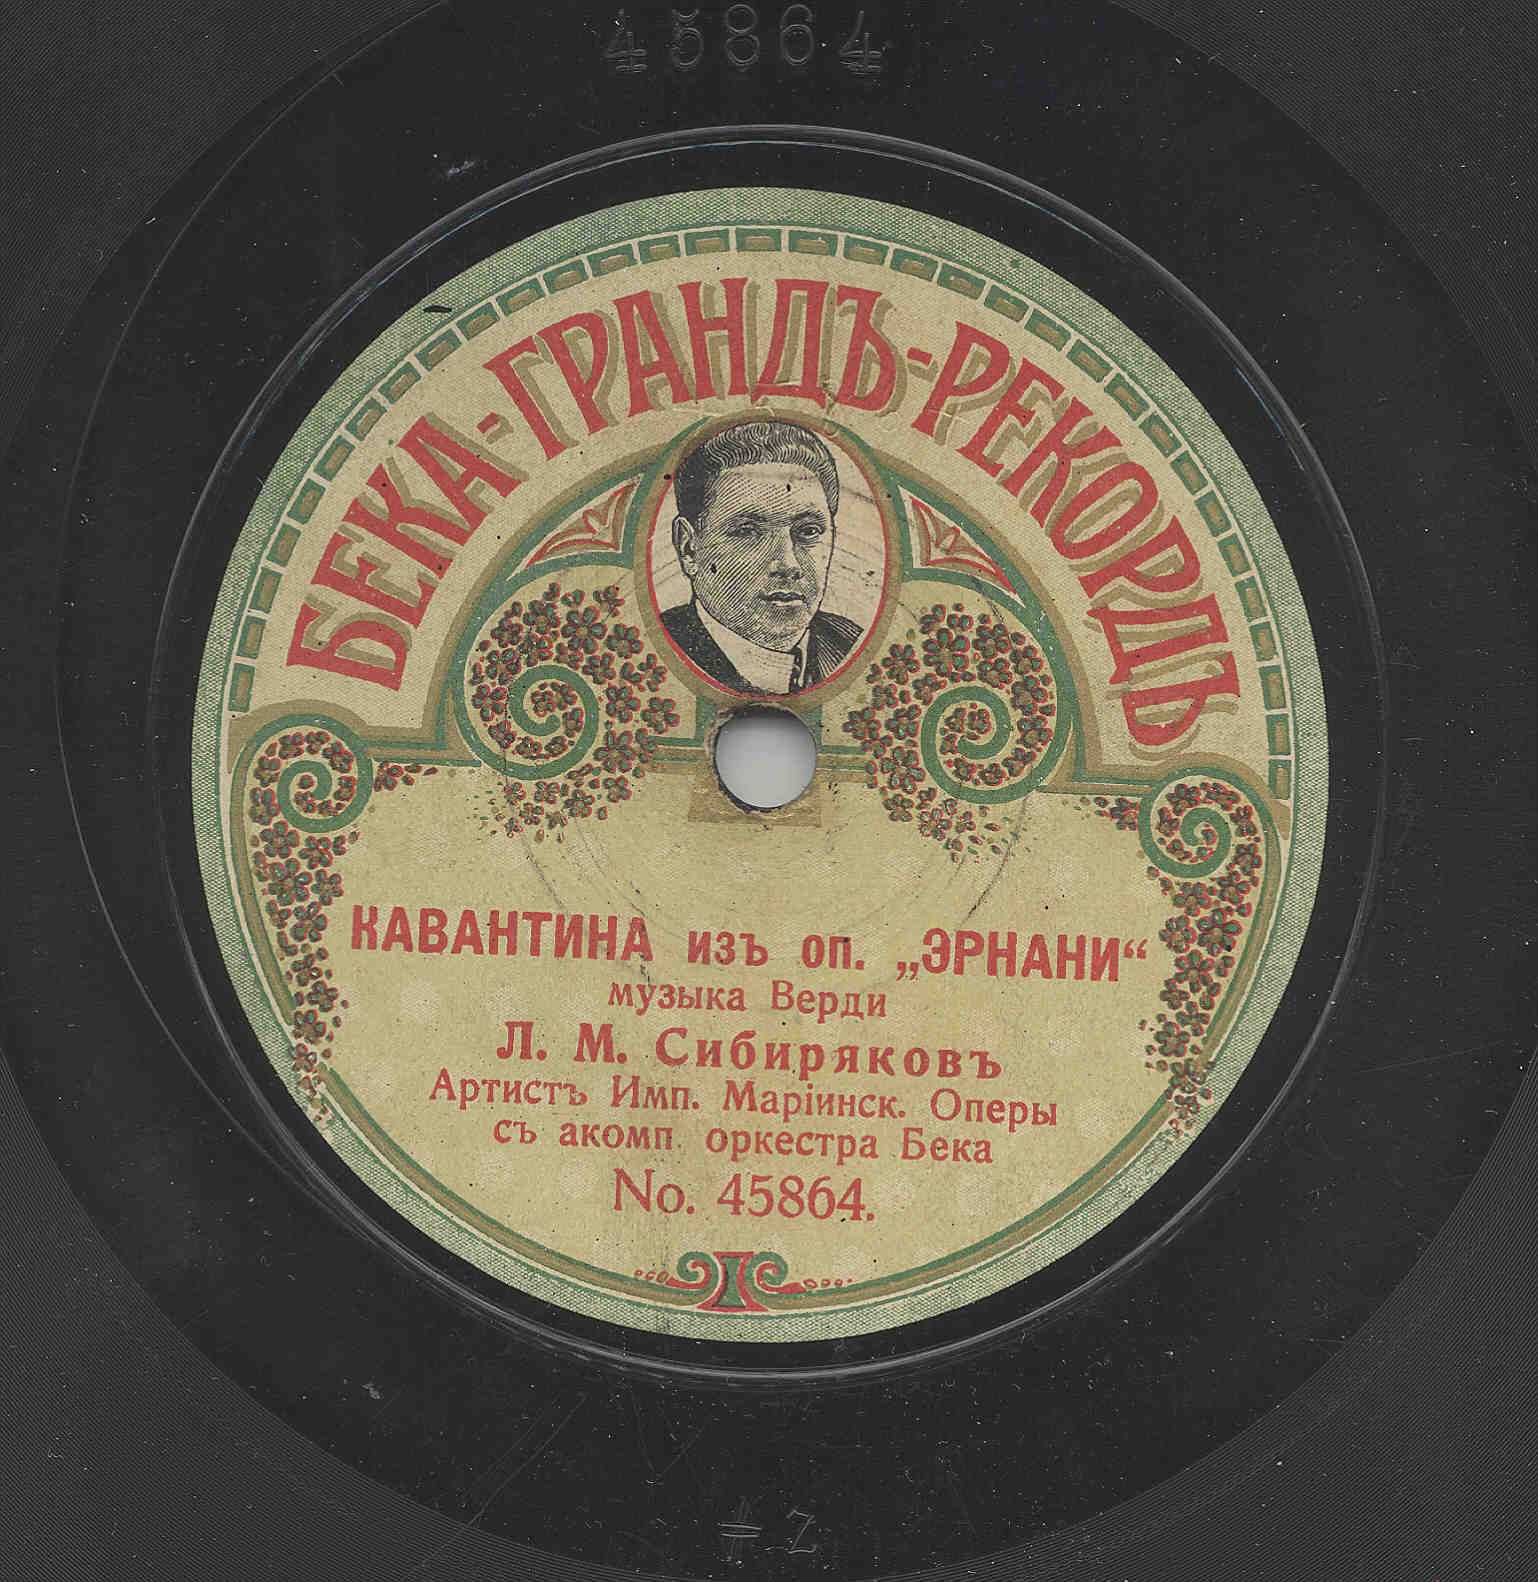 45864
БЕКА-ГРАНДЪ-РЕКОРДЪ
КАВАНТИНА изъ оп. „ЭРНАНИ“
музыка Верди
Л. М. Сибиряковъ
Артистъ Имп. Маріинск. Оперы
съ акомп. оркестра Бека
No. 45864.